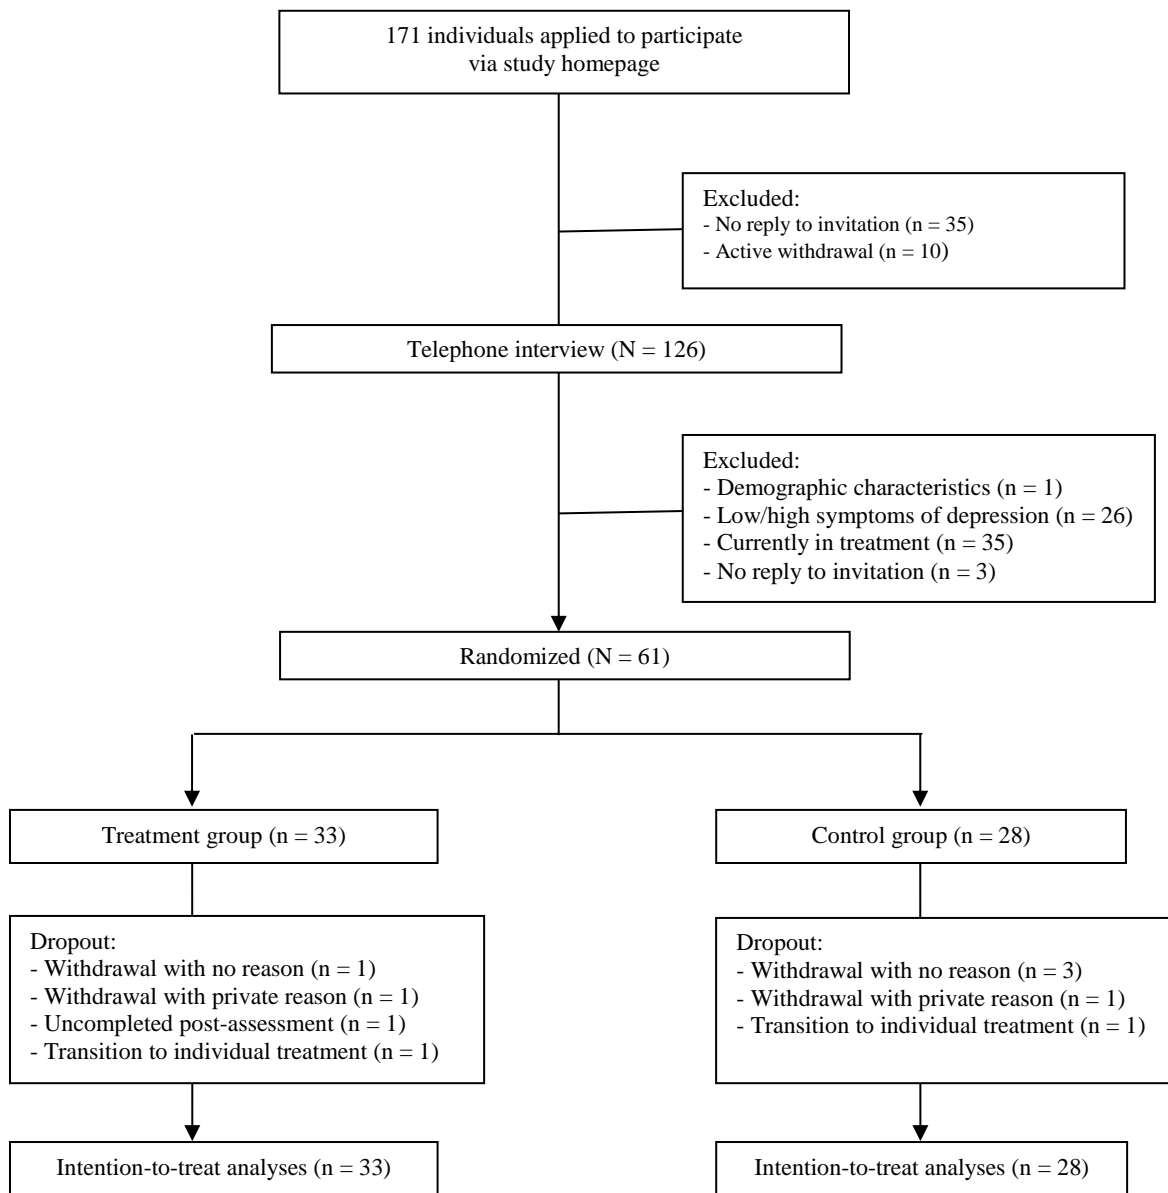 171 individuals applied to participate
via study homepage
Excluded:
- No reply to invitation (n = 35)
- Active withdrawal (n = 10)
Telephone interview (N = 126)
Excluded:
- Demographic characteristics (n = 1)
- Low/high symptoms of depression (n = 26)
- Currently in treatment (n = 35)
- No reply to invitation (n = 3)
Randomized (N = 61)
Treatment group (n = 33)
Control group (n = 28)
Dropout:
- Withdrawal with no reason (n = 1)
- Withdrawal with private reason (n = 1)
- Uncompleted post-assessment (n = 1)
- Transition to individual treatment (n = 1)
Dropout:
- Withdrawal with no reason (n = 3)
- Withdrawal with private reason (n = 1)
- Transition to individual treatment (n = 1)
Intention-to-treat analyses (n = 33)
Intention-to-treat analyses (n = 28)